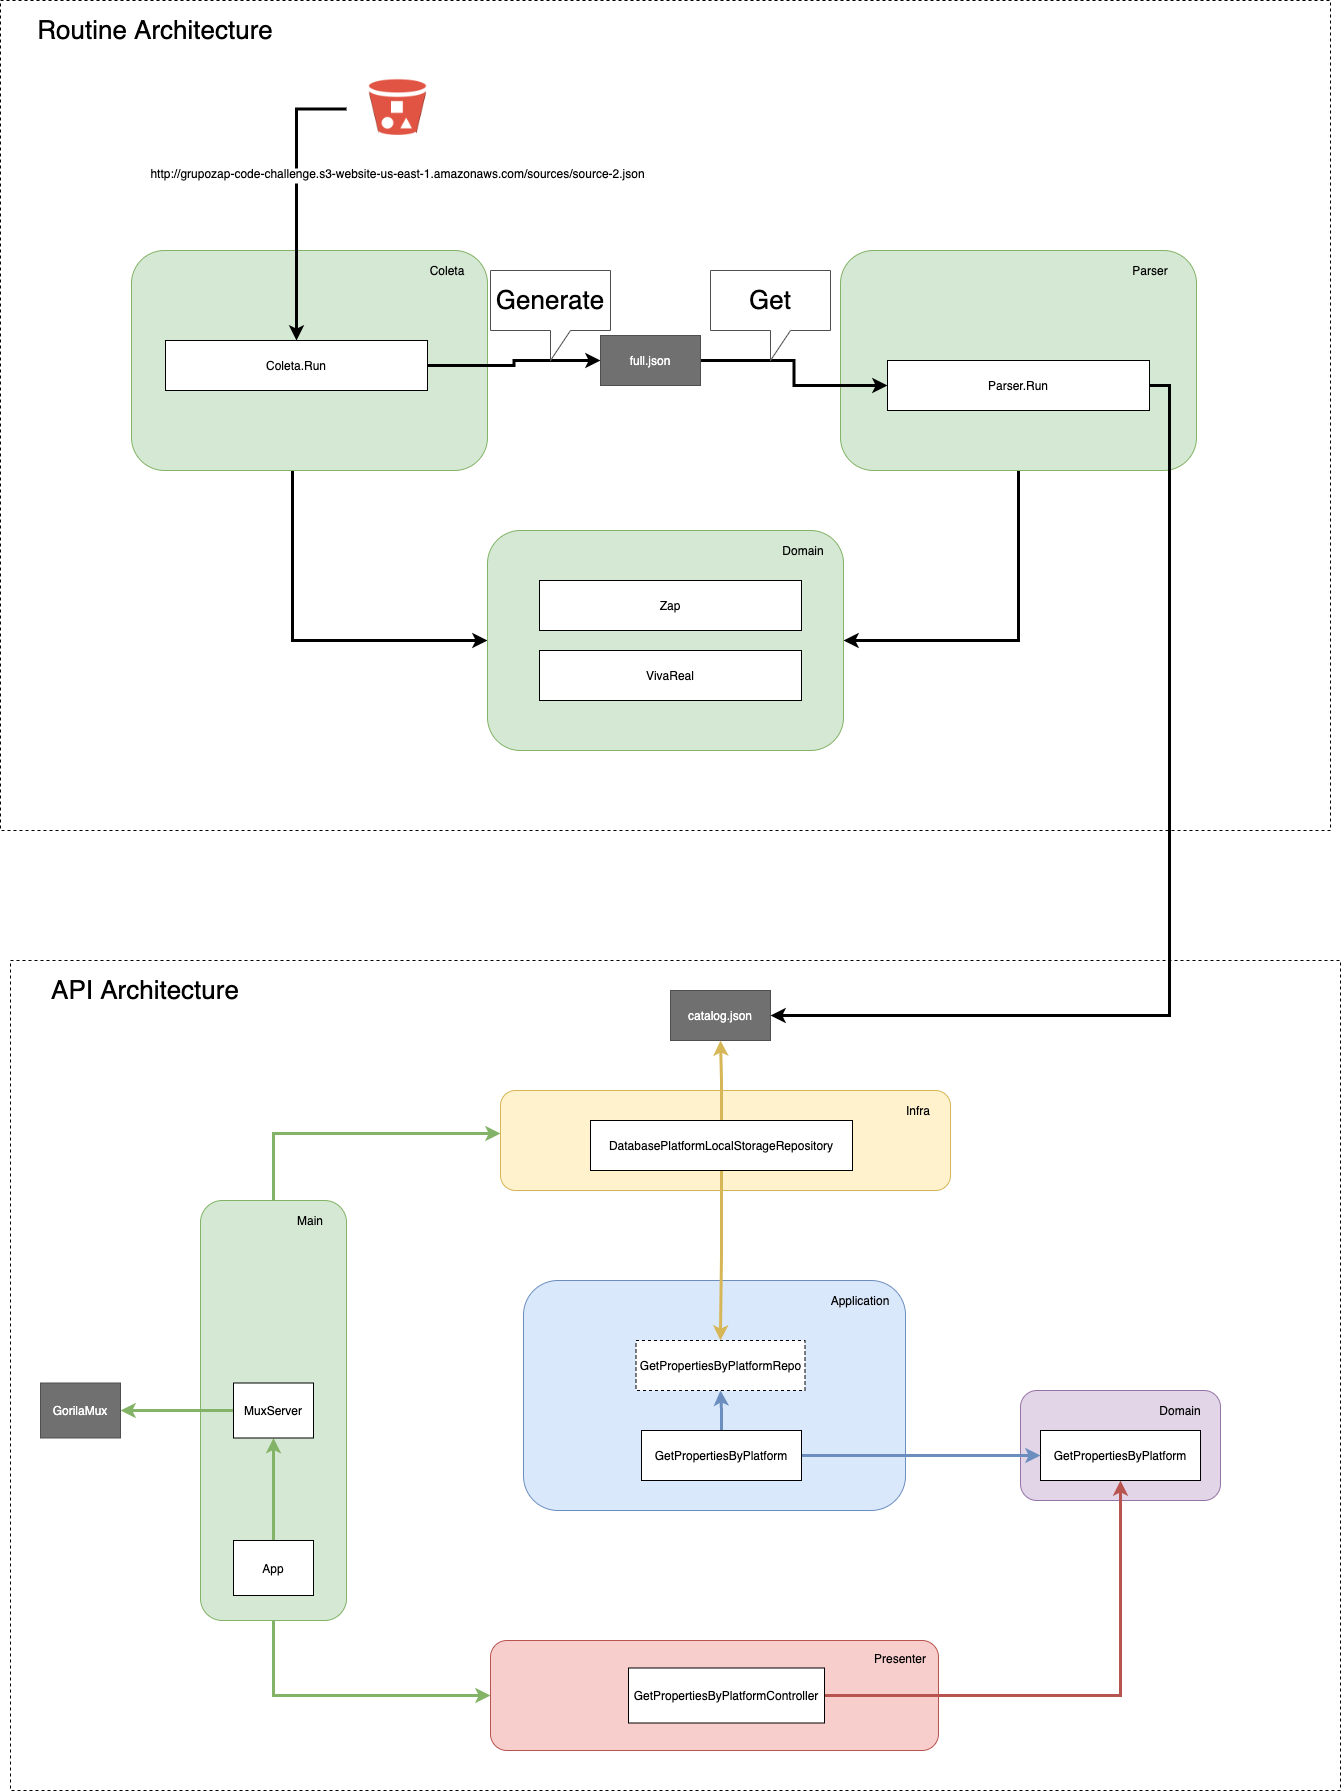 Routine Architecture
http://grupozap-code-challenge.s3-website-us-east-1.amazonaws.com/sources/source-2.json
Coleta
Generate
Get
Parser
Coleta.Run
full.json
Parser.Run
Domain
Zap
VivaReal
API Architecture
catalog.json
Infra
DatabasePlatformLocalStorageRepository
Main
Application
GetPropertiesByPlatformRepo
GorilaMux
MuxServer
Domain
GetPropertiesByPlatform
GetPropertiesByPlatform
App
Presenter
GetPropertiesByPlatformController